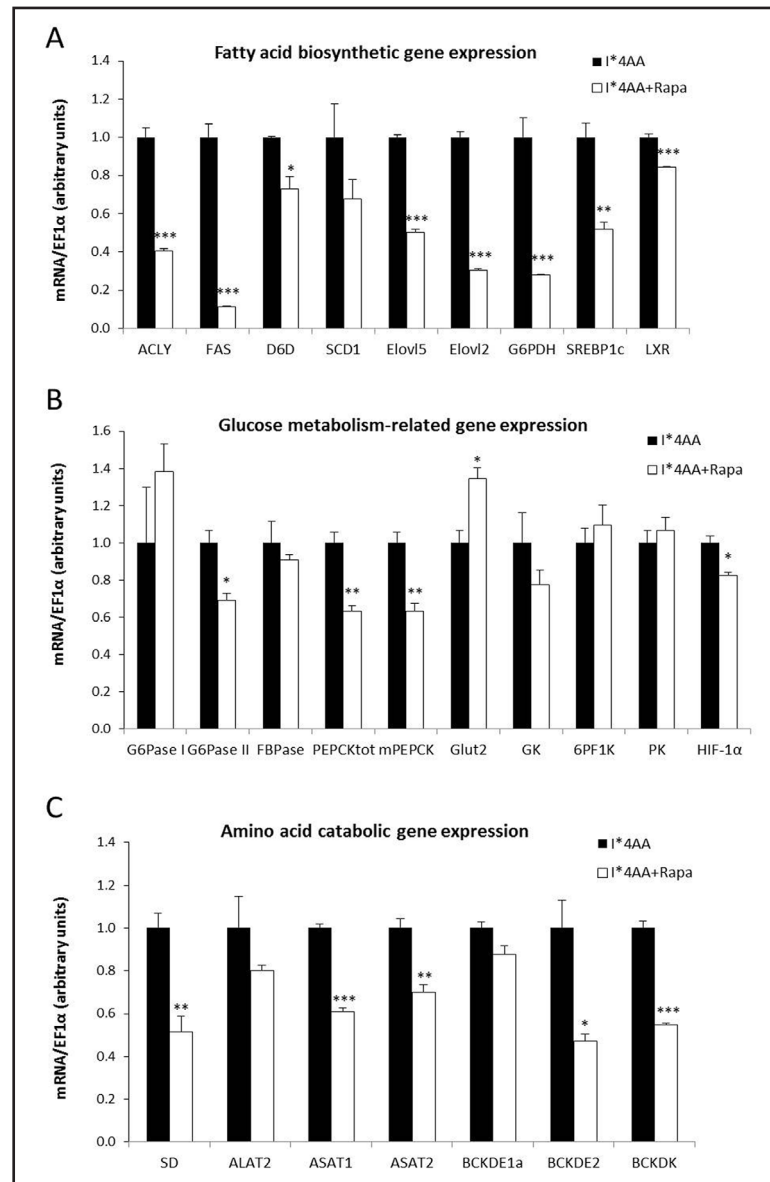 A
Fatty acid biosynthetic gene expression
I*4AA
I*4AA+Rapa
mRNA/EF1α (arbitrary units)
1.4
1.2
1.0
0.8
0.6
0.4
0.2
0.0
***
***
*
***
***
***
**
***
ACLY FAS D6D SCD1 Elovl5 Elovl2 G6PDH SREBP1c LXR
B
Glucose metabolism-related gene expression
I*4AA
I*4AA+Rapa
mRNA/EF1α (arbitrary units)
1.6
1.4
1.2
1.0
0.8
0.6
0.4
0.2
0.0
*
**
**
*
*
G6Pase I G6Pase II FBPase PEPCKtot mPEPCK Glut2 GK 6PF1K PK HIF-1α
C
Amino acid catabolic gene expression
I*4AA
I*4AA+Rapa
mRNA/EF1α (arbitrary units)
1.4
1.2
1.0
0.8
0.6
0.4
0.2
0.0
**
***
**
*
***
SD ALAT2 ASAT1 ASAT2 BCKDE1a BCKDE2 BCKDK